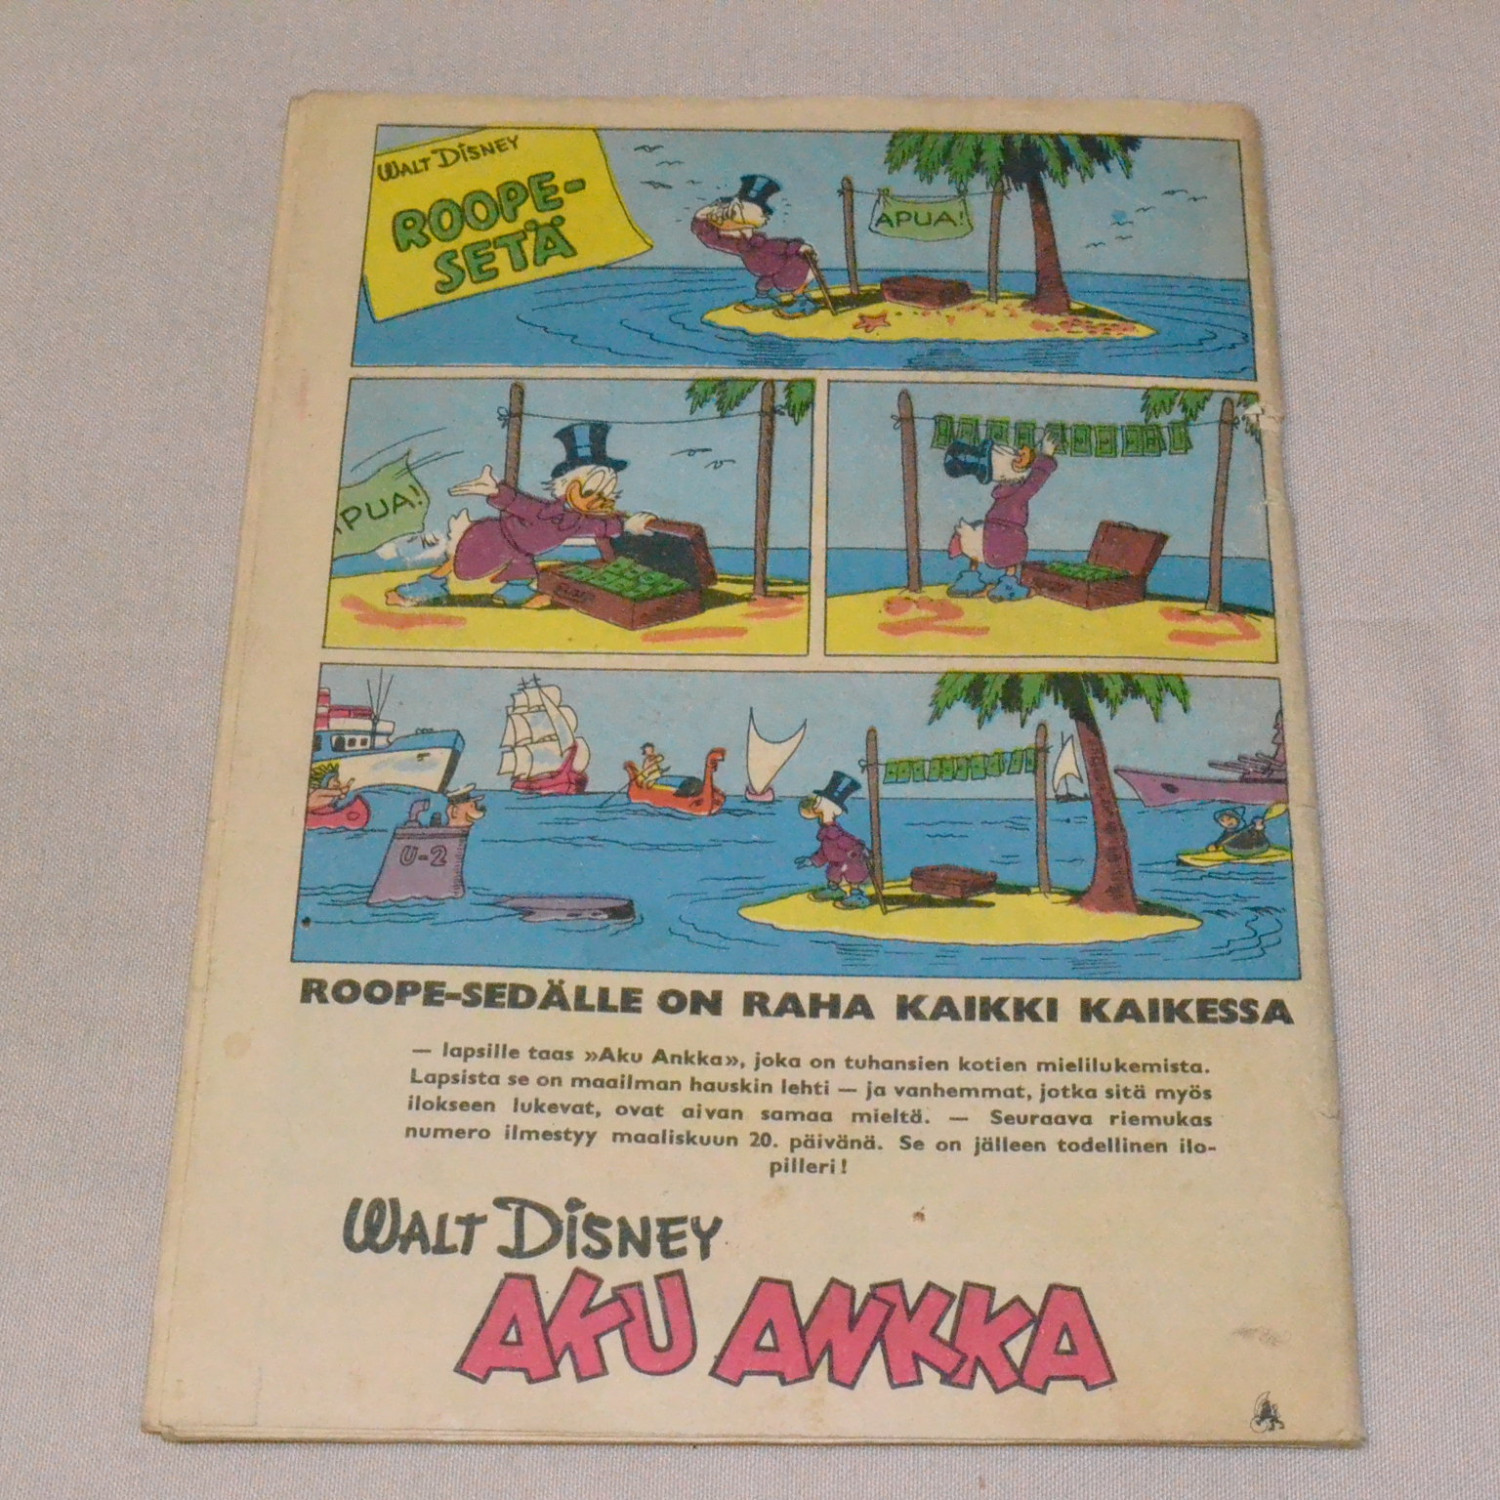 WALT DISNEY
ROOPE-
SETÄ
APUA!
APUA!
U-2
ROOPE-SEDÄLLE ON RAHA KAIKKI KAIKESSA
— lapsille taas »Aku Ankka», joka on tuhansien kotien mielilukemista.
Lapsista se on maailman hauskin lehti — ja vanhemmat, jotka sitä myös
ilokseen lukevat, ovat aivan samaa mieltä. — Seuraava riemukas
numero ilmestyy maaliskuun 20. päivänä. Se on jälleen todellinen ilo-
pilleri!
WALT DISNEY
AKU ANKKA